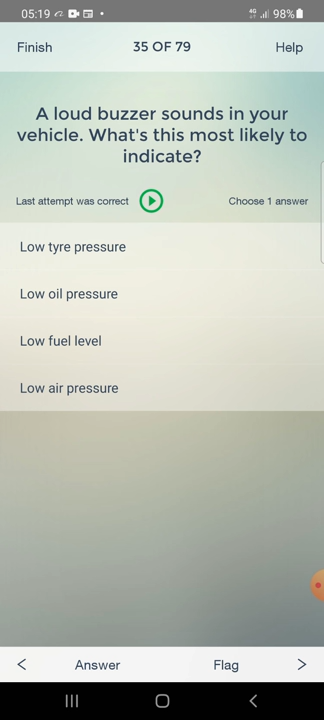 05:19
4G 98%
Finish 35 OF 79 Help
A loud buzzer sounds in your
vehicle. What's this most likely to
indicate?
Last attempt was correct Choose 1 answer
Low tyre pressure
Low oil pressure
Low fuel level
Low air pressure
Answer Flag